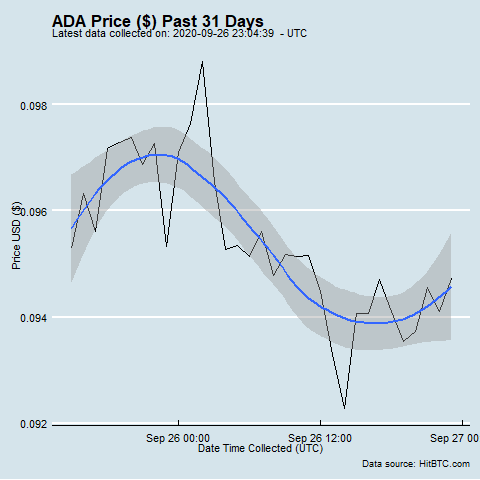 ADA Price ($) Past 31 Days
Latest data collected on: 2020-09-26 23:04:39 - UTC
0.098
0.096
0.094
0.092
Price USD ($)
Sep 26 00:00
Sep 26 12:00
Sep 27 00
Date Time Collected (UTC)
Data source: HitBTC.com